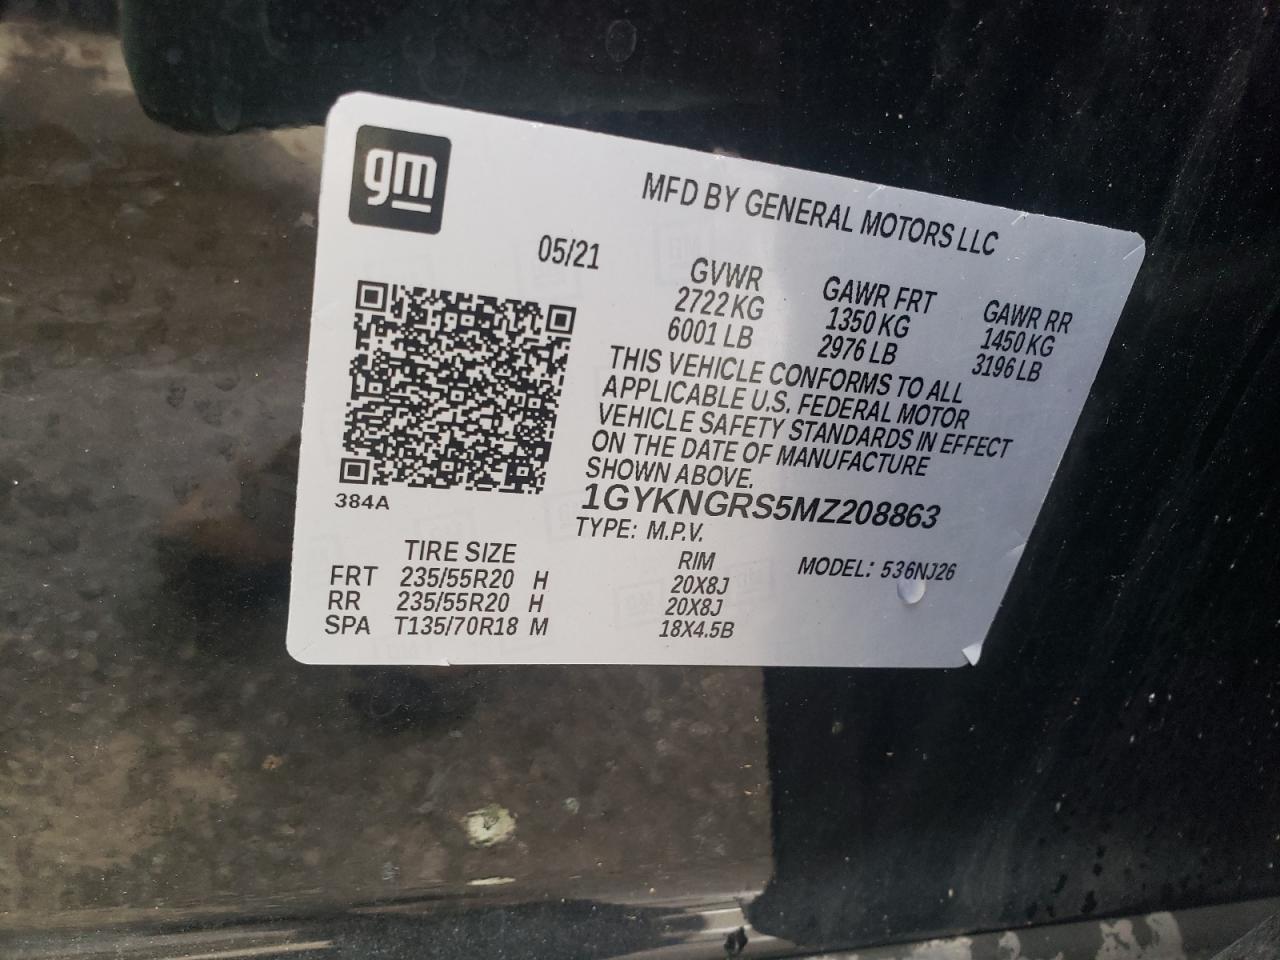 gm
MFD BY GENERAL MOTORS LLC
05/21
GVWR GAWR FRT GAWR RR
2722 KG 1350 KG 1450 KG
6001 LB 2976 LB 3196 LB
THIS VEHICLE CONFORMS TO ALL
APPLICABLE U.S. FEDERAL MOTOR
VEHICLE SAFETY STANDARDS IN EFFECT
ON THE DATE OF MANUFACTURE
SHOWN ABOVE.
384A
1GYKNGRS5MZ208863
TYPE: M.P.V.
TIRE SIZE RIM MODEL: 536NJ26
FRT 235/55R20 H 20X8J
RR 235/55R20 H 20X8J
SPA T135/70R18 M 18X4.5B